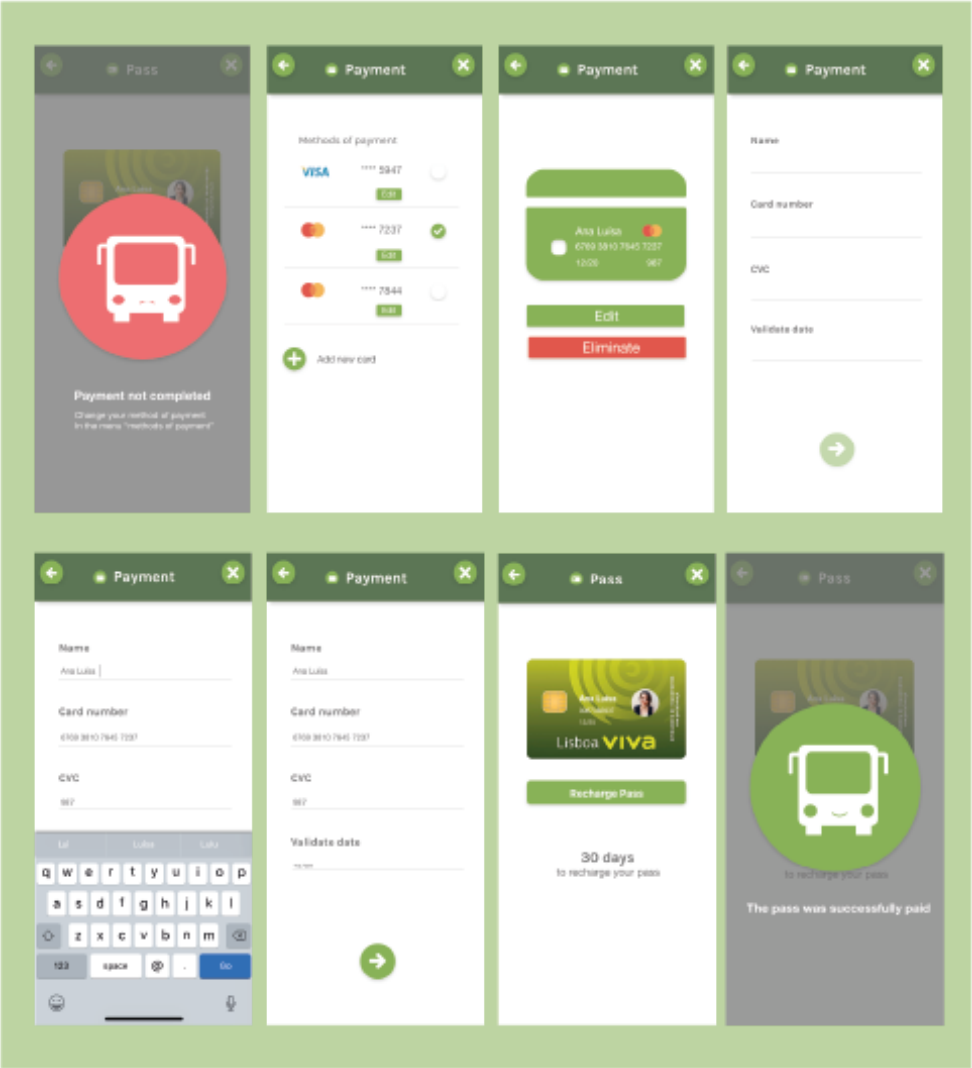 Pass
Payment not completed
Change your method of payment
In the menu "methods of payment"
Payment
Methods of payment
VISA
**** 5947
Edit
**** 7237
Edit
**** 7844
Edit
Add new card
Payment
Ana Luisa
6769 3810 7645 7237
12/20 987
Edit
Eliminate
Payment
Name
Card number
CVC
Validate date
Payment
Name
Ana Luisa
Card number
6769 3810 7645 7237
CVC
987
q w e r t y u i o p
a s d f g h j k l
z x c v b n m
123 space @ . Go
Payment
Name
Ana Luisa
Card number
6769 3810 7645 7237
CVC
987
Validate date
Pass
Ana Luisa
Lisboa VIVA
Recharge Pass
30 days
to recharge your pass
Pass
to recharge your pass
The pass was successfully paid